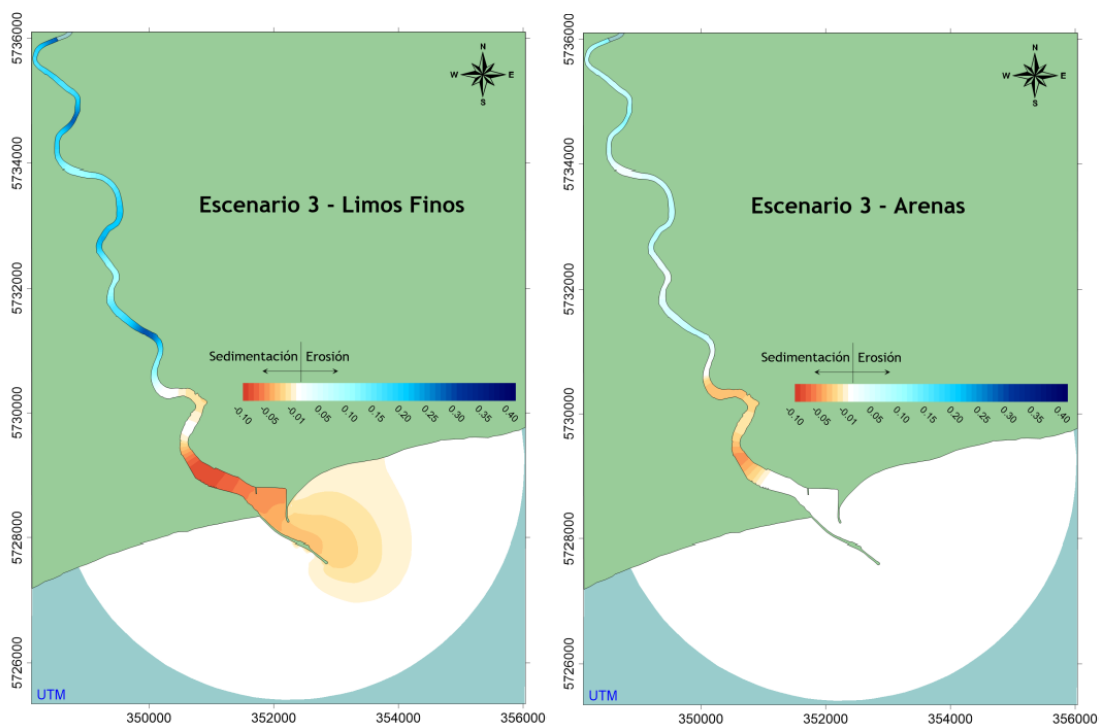 5736000
5734000
5732000
5730000
5728000
5726000
N
W E
S
Escenario 3 - Limos Finos
Sedimentación Erosión
-0.10 -0.05 -0.01 0.05 0.10 0.15 0.20 0.25 0.30 0.35 0.40
UTM
350000 352000 354000 356000
5736000
5734000
5732000
5730000
5728000
5726000
N
W E
S
Escenario 3 - Arenas
Sedimentación Erosión
-0.10 -0.05 -0.01 0.05 0.10 0.15 0.20 0.25 0.30 0.35 0.40
UTM
350000 352000 354000 356000